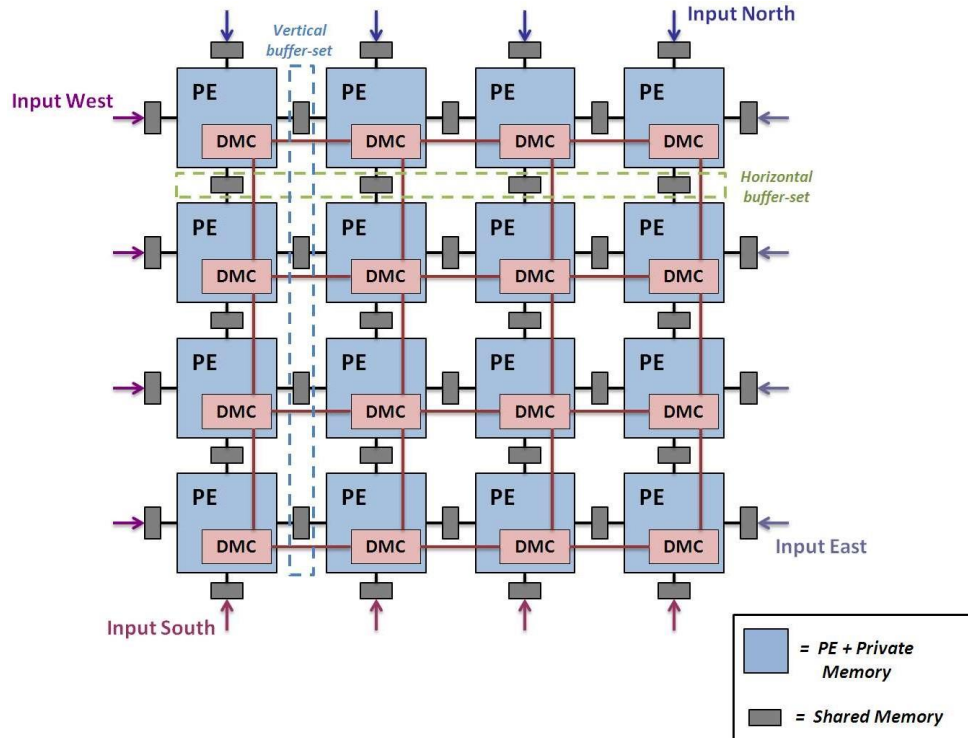 Input North
Vertical
buffer-set
PE
PE
PE
PE
Input West
DMC
DMC
DMC
DMC
Horizontal
buffer-set
PE
PE
PE
PE
DMC
DMC
DMC
DMC
PE
PE
PE
PE
DMC
DMC
DMC
DMC
PE
PE
PE
PE
DMC
DMC
DMC
DMC
Input East
Input South
= PE + Private
Memory
= Shared Memory